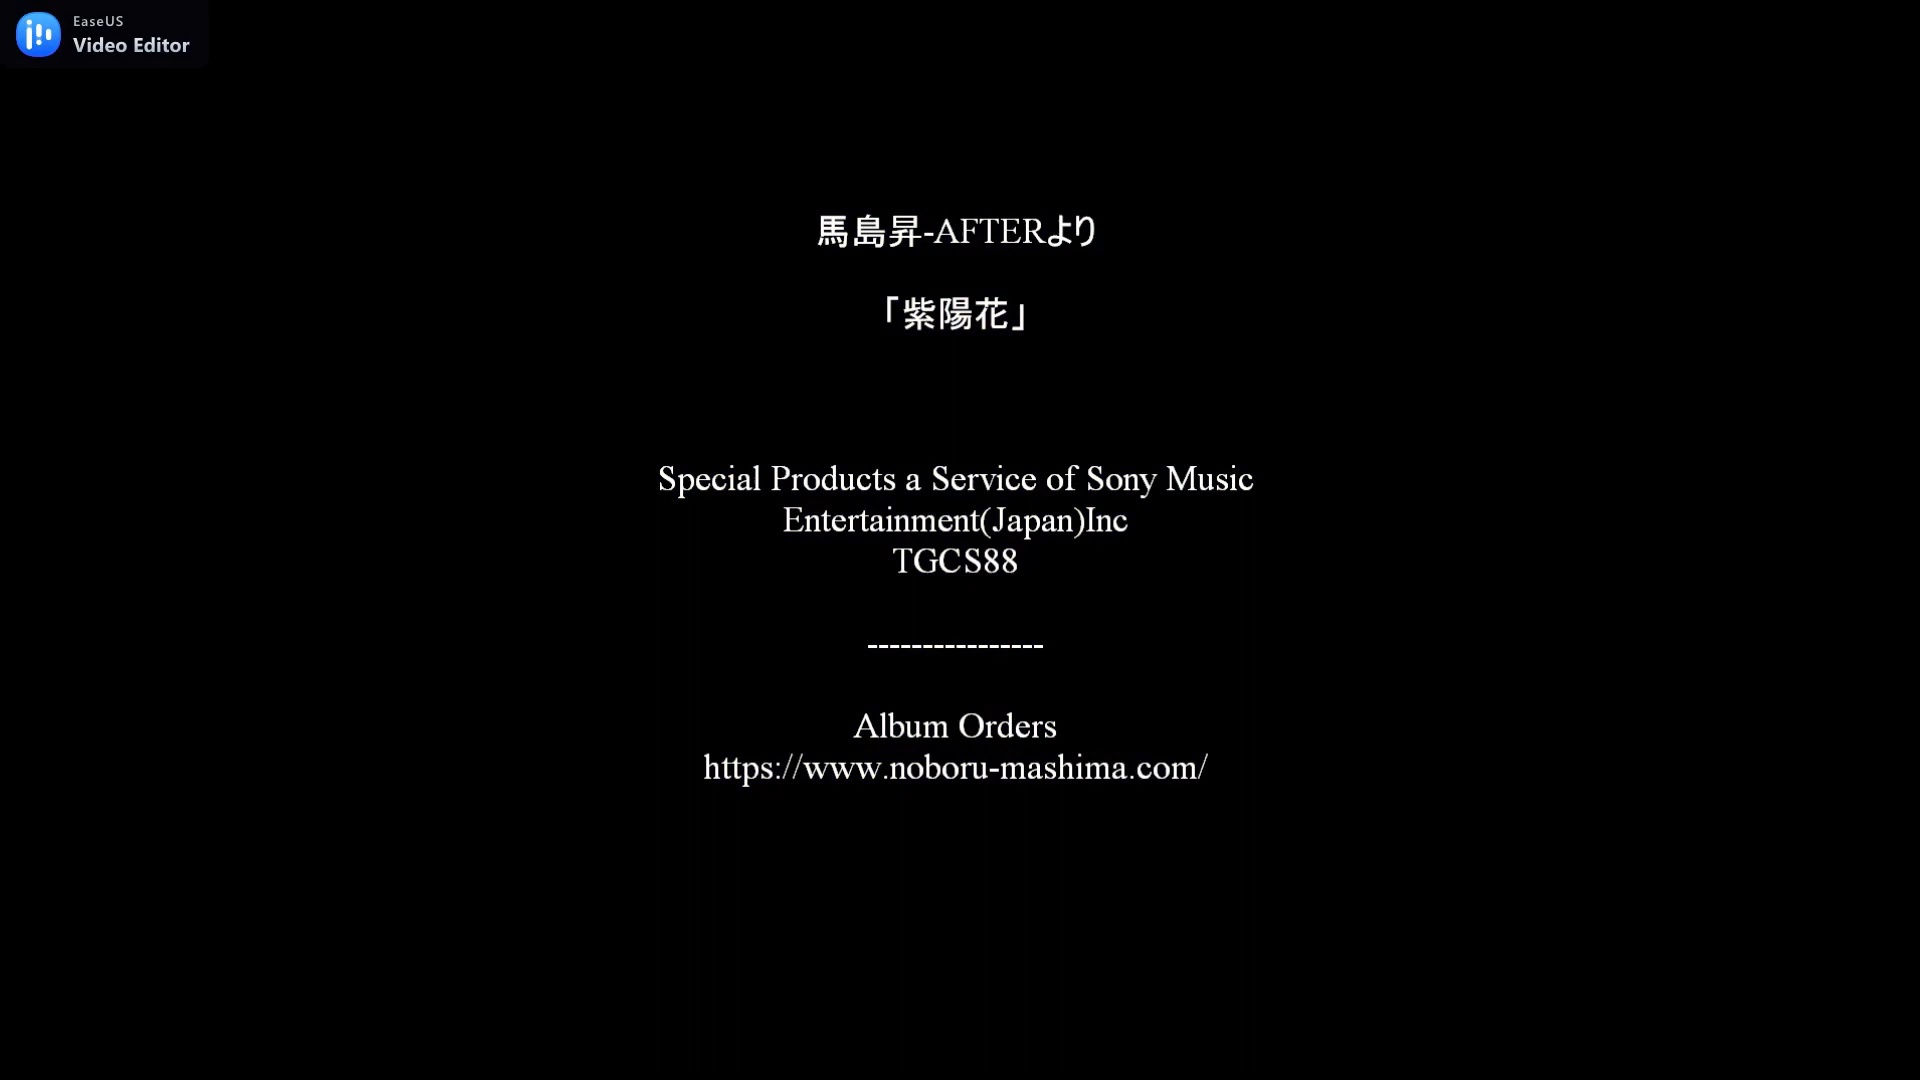 EaseUS
Video Editor
馬島昇-AFTERより
「紫陽花」
Special Products a Service of Sony Music
Entertainment(Japan)Inc
TGCS88
----------------
Album Orders
https://www.noboru-mashima.com/